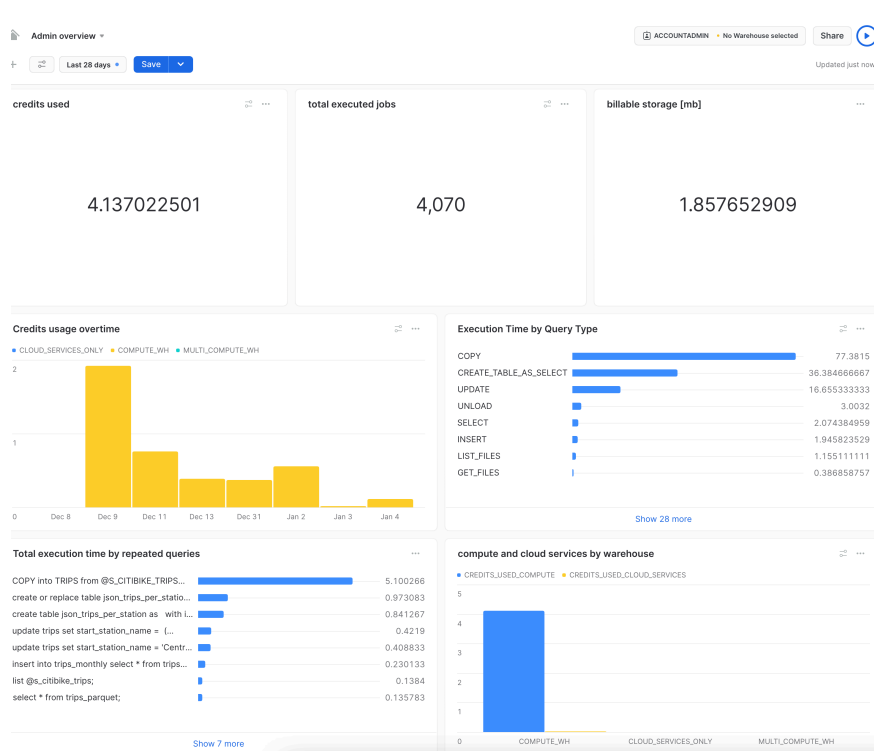 Admin overview
ACCOUNTADMIN No Warehouse selected Share
Last 28 days Save
Updated just now
credits used
4.137022501
total executed jobs
4,070
billable storage [mb]
1.857652909
Credits usage overtime
CLOUD_SERVICES_ONLY COMPUTE_WH MULTI_COMPUTE_WH
2
1
0 Dec 8 Dec 9 Dec 11 Dec 13 Dec 31 Jan 2 Jan 3 Jan 4
Execution Time by Query Type
COPY 77.3815
CREATE_TABLE_AS_SELECT 36.384666667
UPDATE 16.655333333
UNLOAD 3.0032
SELECT 2.074384959
INSERT 1.945823529
LIST_FILES 1.155111111
GET_FILES 0.386858757
Show 28 more
Total execution time by repeated queries
COPY into TRIPS from @S_CITIBIKE_TRIPS... 5.100266
create or replace table json_trips_per_statio... 0.973083
create table json_trips_per_station as with i... 0.841267
update trips set start_station_name = (... 0.4219
update trips set start_station_name = 'Centr... 0.408833
insert into trips_monthly select * from trips... 0.230133
list @s_citibike_trips; 0.1384
select * from trips_parquet; 0.135783
Show 7 more
compute and cloud services by warehouse
CREDITS_USED_COMPUTE CREDITS_USED_CLOUD_SERVICES
5
4
3
2
1
0 COMPUTE_WH CLOUD_SERVICES_ONLY MULTI_COMPUTE_WH